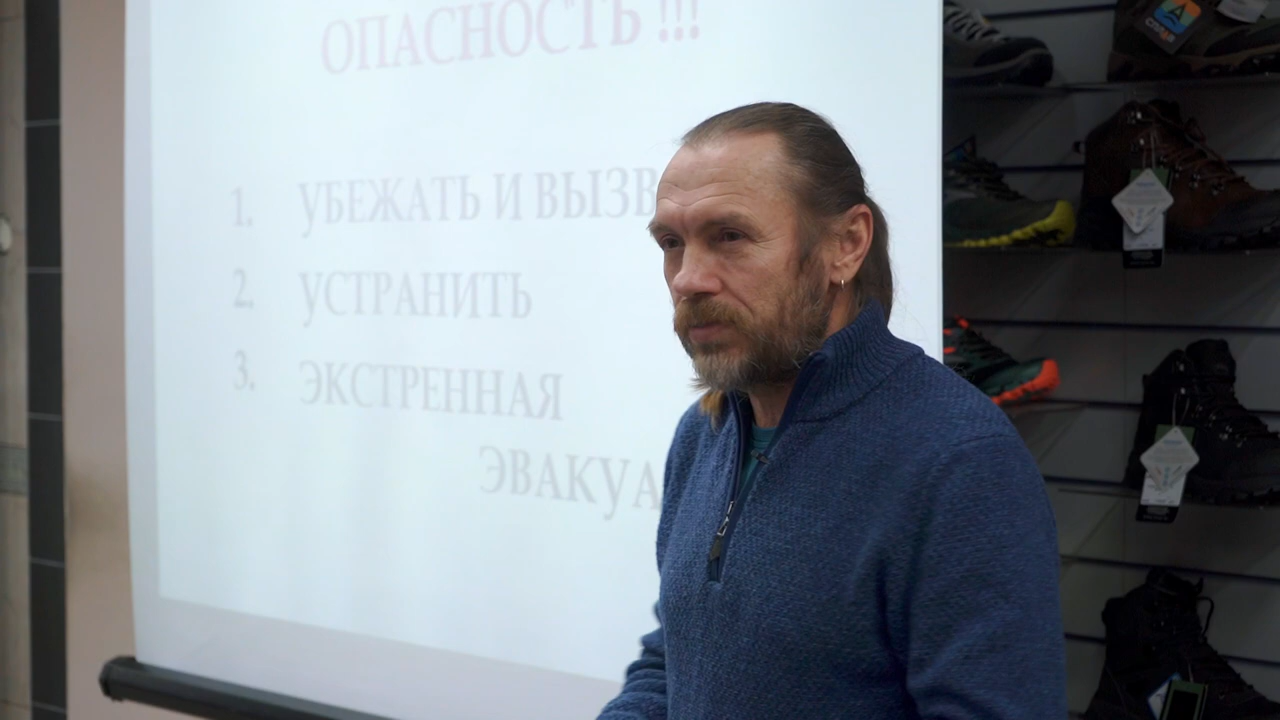 ОПАСНОСТЬ !!!
1. УБЕЖАТЬ И ВЫЗВ
2. УСТРАНИТЬ
3. ЭКСТРЕННАЯ
ЭВАКУА